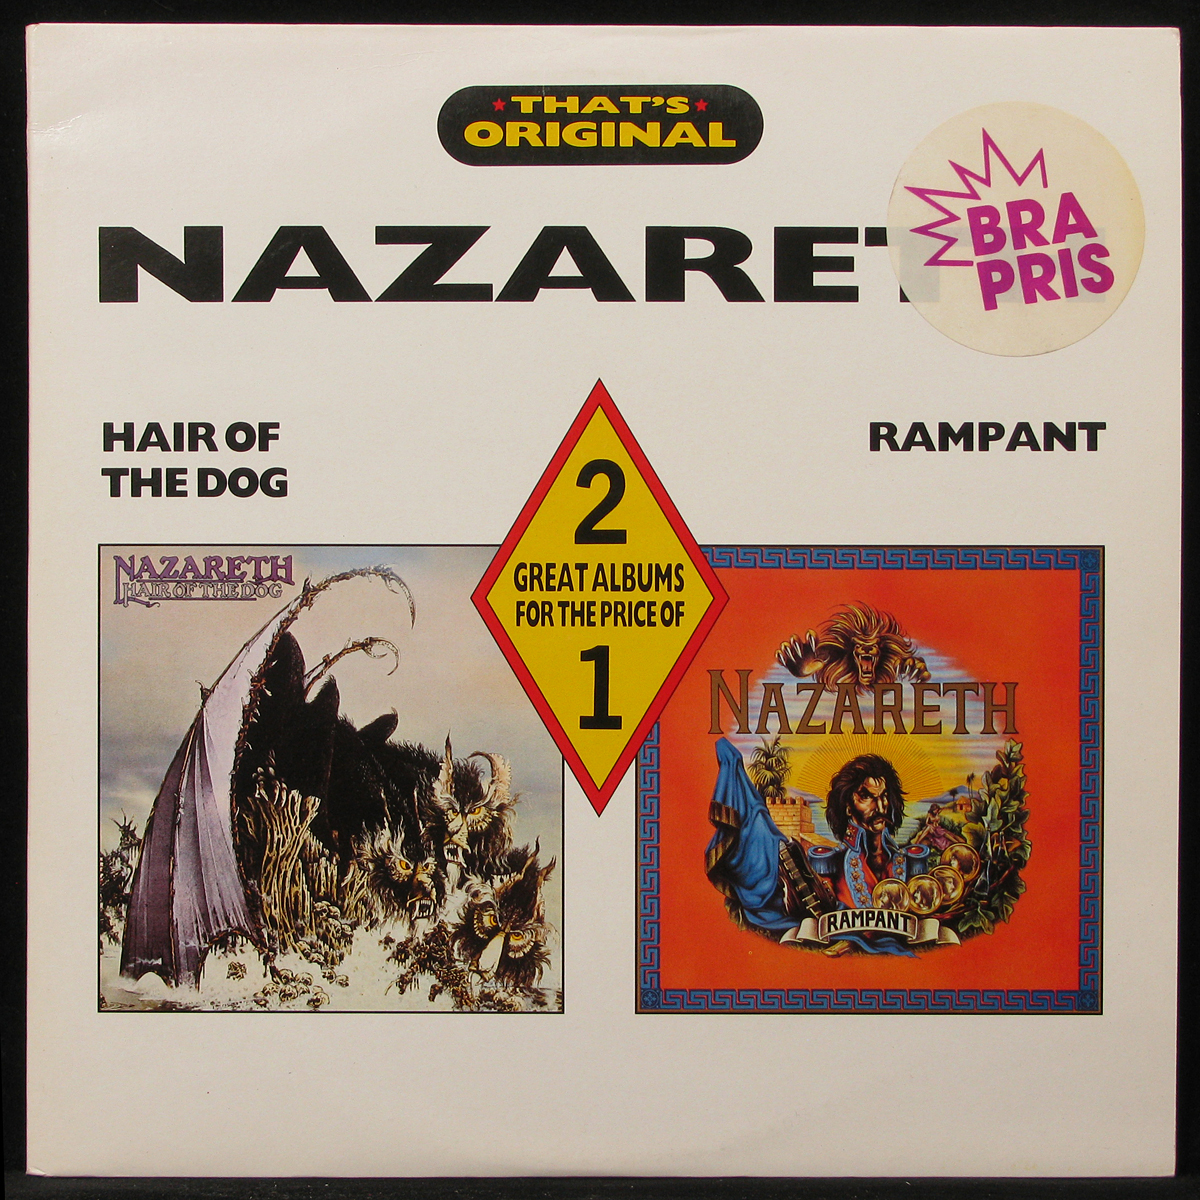 THAT'S
ORIGINAL
NAZARET
BRA
PRIS
HAIR OF
THE DOG
RAMPANT
2
GREAT ALBUMS
FOR THE PRICE OF
1
NAZARETH
HAIR OF THE DOG
NAZARETH
RAMPANT